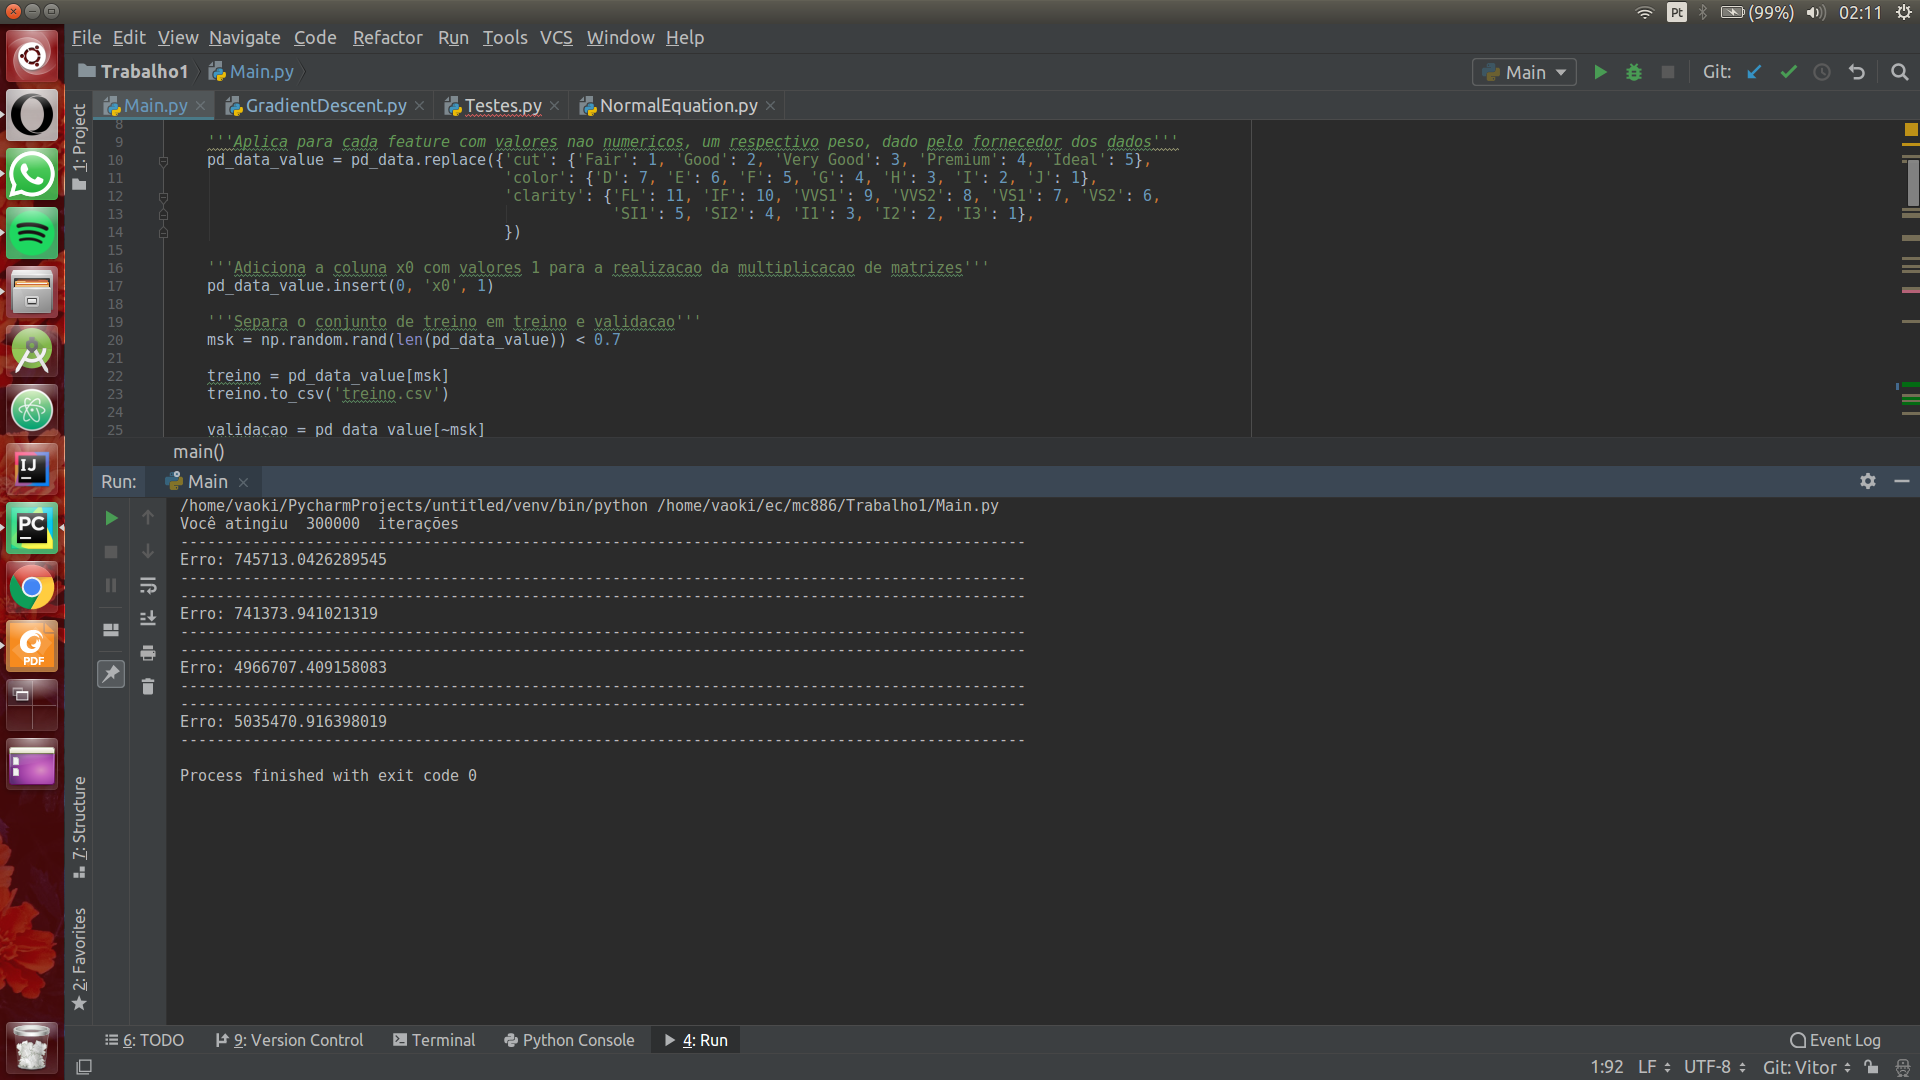 Pt (99%) 02:11
File Edit View Navigate Code Refactor Run Tools VCS Window Help
Trabalho1 Main.py Main Git:
Main.py GradientDescent.py Testes.py NormalEquation.py
1: Project
8
9 '''Aplica para cada feature com valores nao numericos, um respectivo peso, dado pelo fornecedor dos dados'''
10 pd_data_value = pd_data.replace({'cut': {'Fair': 1, 'Good': 2, 'Very Good': 3, 'Premium': 4, 'Ideal': 5},
11 'color': {'D': 7, 'E': 6, 'F': 5, 'G': 4, 'H': 3, 'I': 2, 'J': 1},
12 'clarity': {'FL': 11, 'IF': 10, 'VVS1': 9, 'VVS2': 8, 'VS1': 7, 'VS2': 6,
13 'SI1': 5, 'SI2': 4, 'I1': 3, 'I2': 2, 'I3': 1},
14 })
15
16 '''Adiciona a coluna x0 com valores 1 para a realizacao da multiplicacao de matrizes'''
17 pd_data_value.insert(0, 'x0', 1)
18
19 '''Separa o conjunto de treino em treino e validacao'''
20 msk = np.random.rand(len(pd_data_value)) < 0.7
21
22 treino = pd_data_value[msk]
23 treino.to_csv('treino.csv')
24
25 validacao = pd_data_value[~msk]
main()
Run: Main
/home/vaoki/PycharmProjects/untitled/venv/bin/python /home/vaoki/ec/mc886/Trabalho1/Main.py
Você atingiu  300000  iterações
----------------------------------------------------------------------------------------------
Erro: 745713.0426289545
----------------------------------------------------------------------------------------------
----------------------------------------------------------------------------------------------
Erro: 741373.941021319
----------------------------------------------------------------------------------------------
----------------------------------------------------------------------------------------------
Erro: 4966707.409158083
----------------------------------------------------------------------------------------------
----------------------------------------------------------------------------------------------
Erro: 5035470.916398019
----------------------------------------------------------------------------------------------
Process finished with exit code 0
IJ
PC
PDF
7: Structure
2: Favorites
6: TODO 9: Version Control Terminal Python Console 4: Run Event Log
1:92 LF UTF-8 Git: Vitor